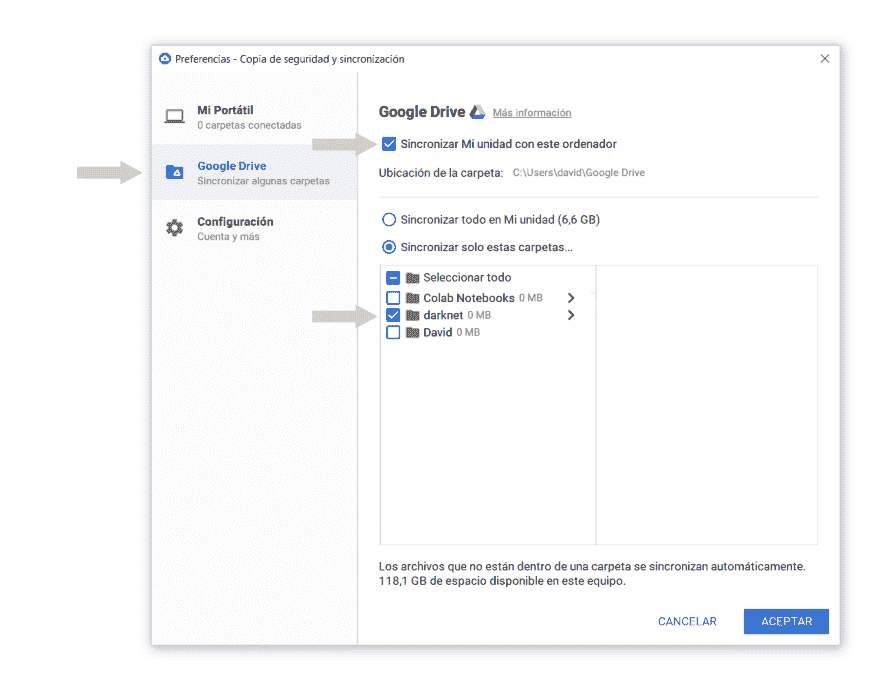 Preferencias - Copia de seguridad y sincronización
Mi Portátil
0 carpetas conectadas
Google Drive
Sincronizar algunas carpetas
Configuración
Cuenta y más
Google Drive Más información
Sincronizar Mi unidad con este ordenador
Ubicación de la carpeta: C:\Users\david\Google Drive
Sincronizar todo en Mi unidad (6,6 GB)
Sincronizar solo estas carpetas...
Seleccionar todo
Colab Notebooks 0 MB
darknet 0 MB
David 0 MB
Los archivos que no están dentro de una carpeta se sincronizan automáticamente.
118,1 GB de espacio disponible en este equipo.
CANCELAR ACEPTAR